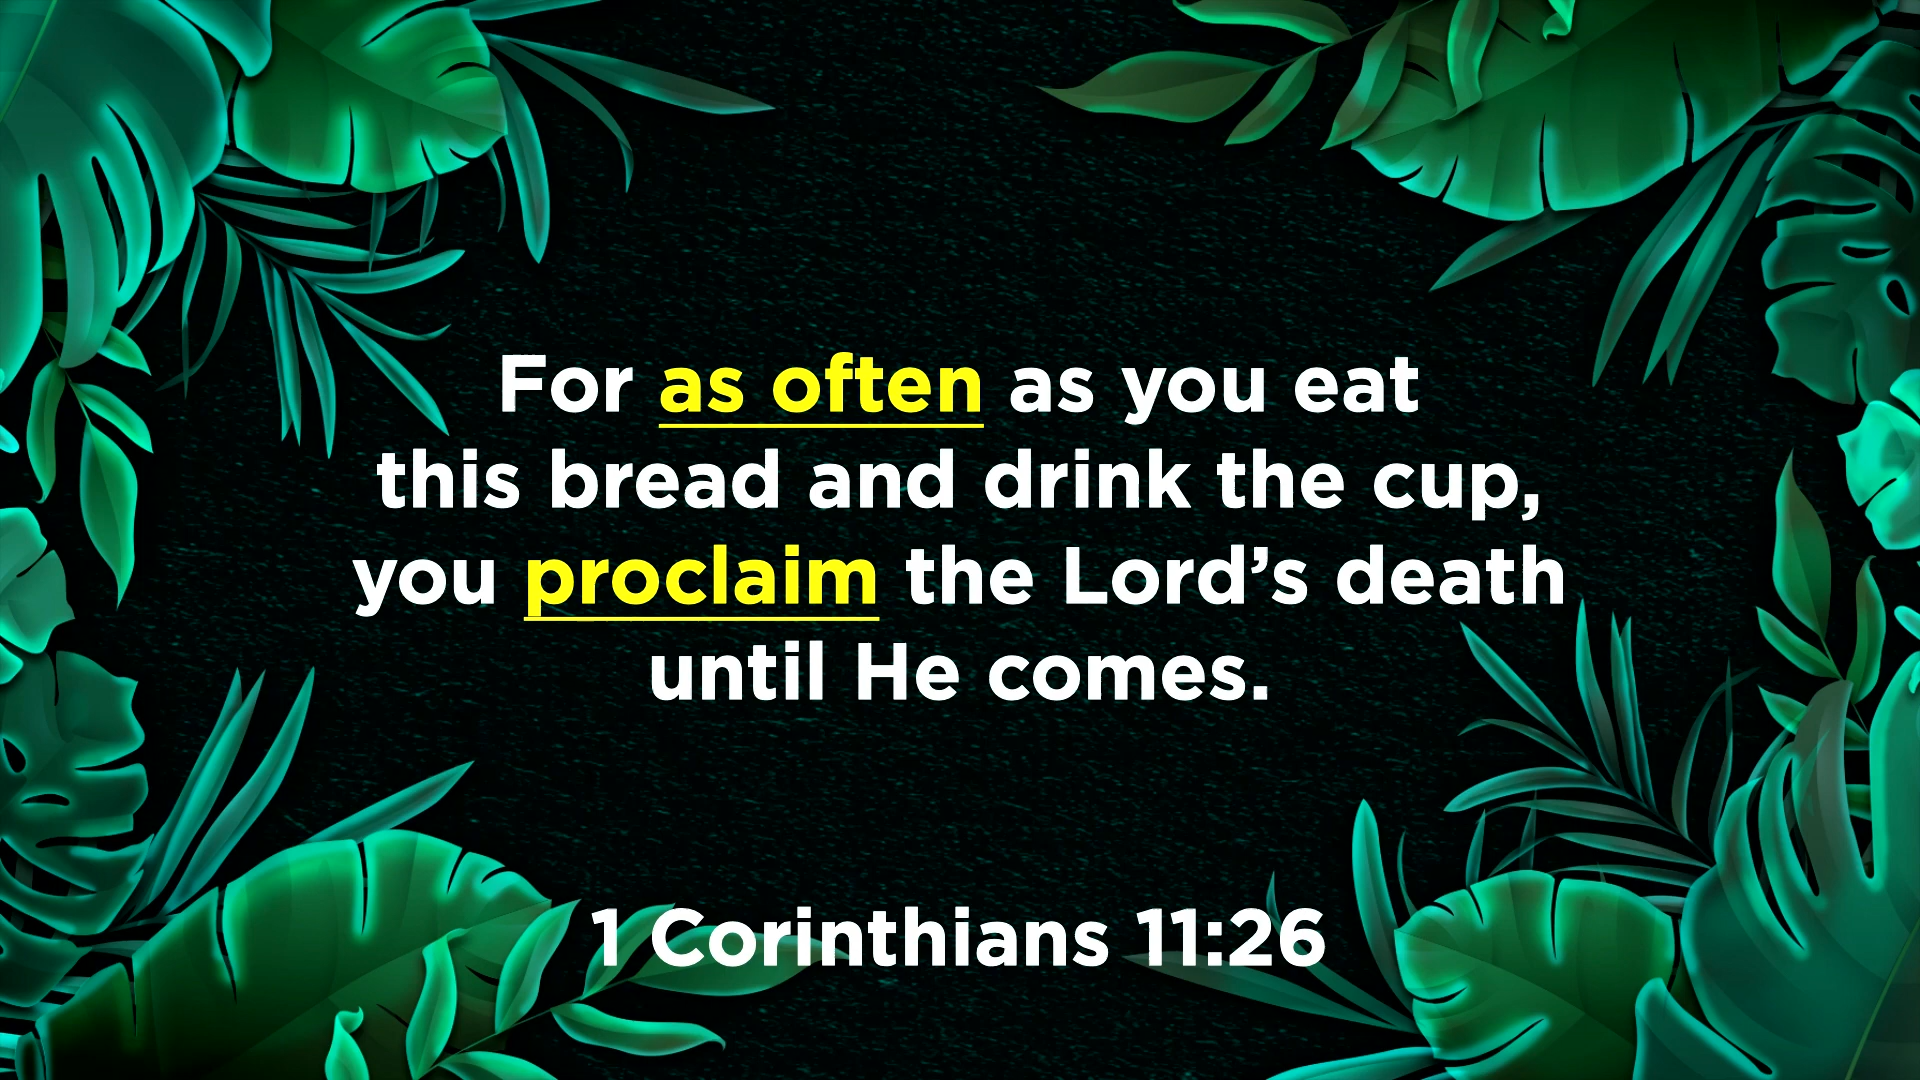 For as often as you eat
this bread and drink the cup,
you proclaim the Lord’s death
until He comes.
1 Corinthians 11:26